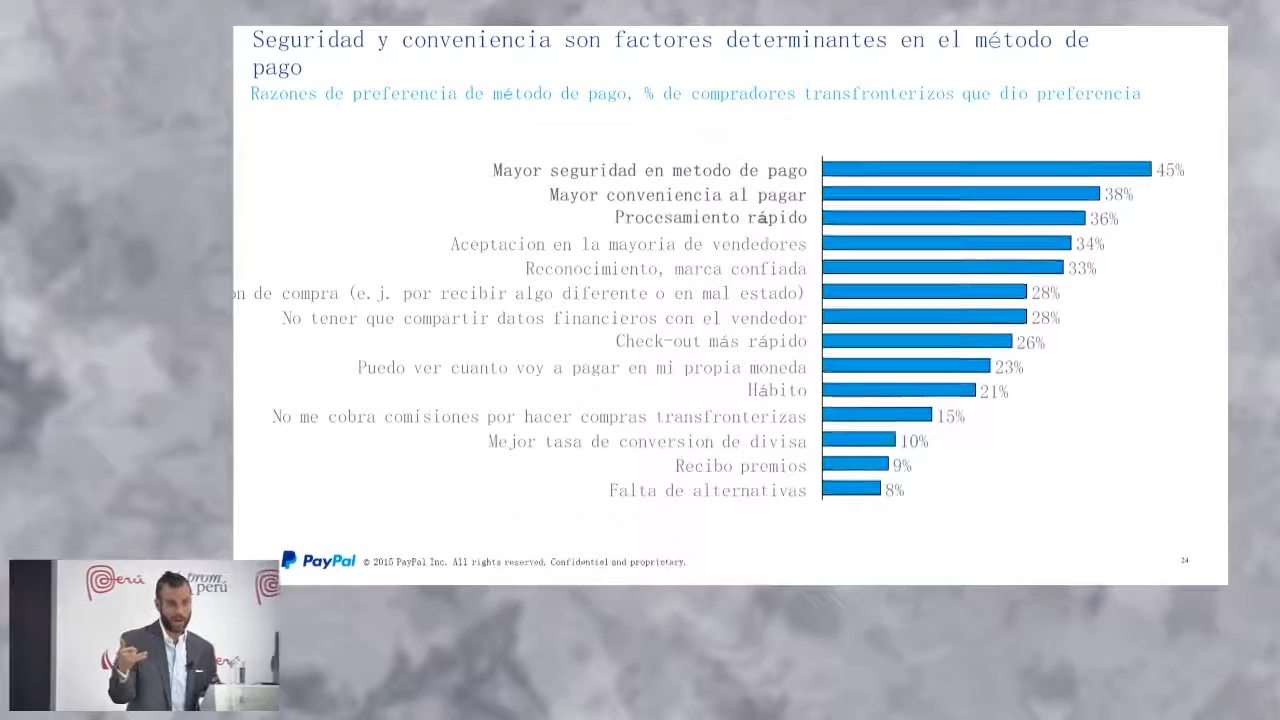 Seguridad y conveniencia son factores determinantes en el método de
pago
Razones de preferencia de método de pago, % de compradores transfronterizos que dio preferencia
Mayor seguridad en metodo de pago 45%
Mayor conveniencia al pagar 38%
Procesamiento rápido 36%
Aceptacion en la mayoria de vendedores 34%
Reconocimiento, marca confiada 33%
de compra (e.j. por recibir algo diferente o en mal estado) 28%
No tener que compartir datos financieros con el vendedor 28%
Check-out más rápido 26%
Puedo ver cuanto voy a pagar en mi propia moneda 23%
Hábito 21%
No me cobra comisiones por hacer compras transfronterizas 15%
Mejor tasa de conversion de divisa 10%
Recibo premios 9%
Falta de alternativas 8%
PayPal © 2015 PayPal Inc. All rights reserved. Confidential and proprietary. 24
Perú
prom
perú